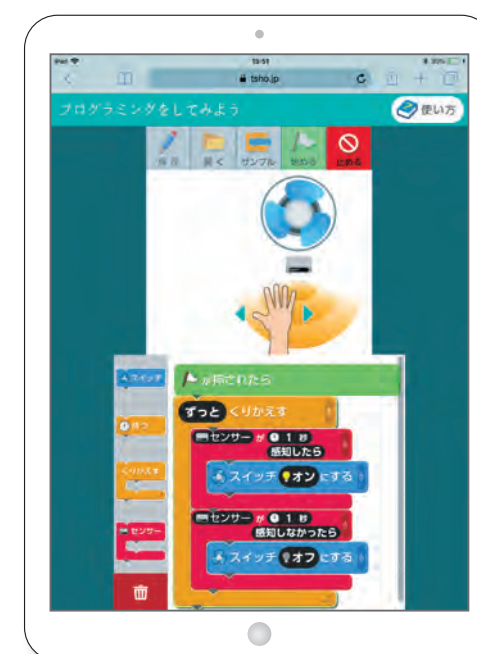 iPad
15:51
tsho.jp
プログラミングをしてみよう
使い方
保存
開く
サンプル
始める
止める
スイッチ
が押されたら
待つ
ずっと くりかえす
センサー が 1 秒
感知したら
くりかえす
スイッチ オン にする
センサー が 1 秒
センサー
感知しなかったら
スイッチ オフ にする